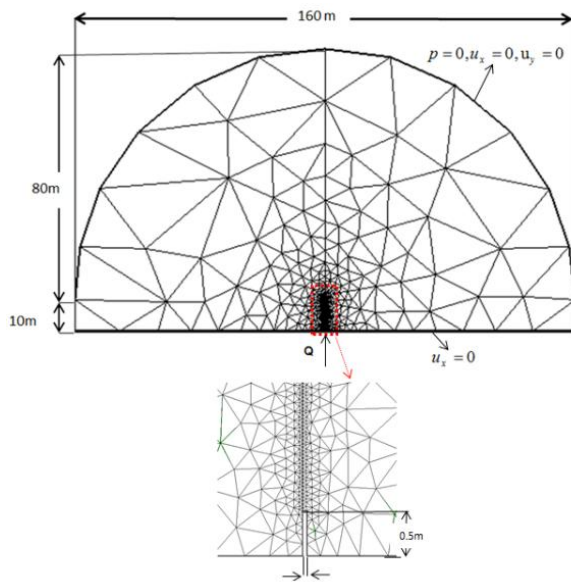 160 m
p = 0, u_x = 0, u_y = 0
80m
10m
Q
u_x = 0
0.5m